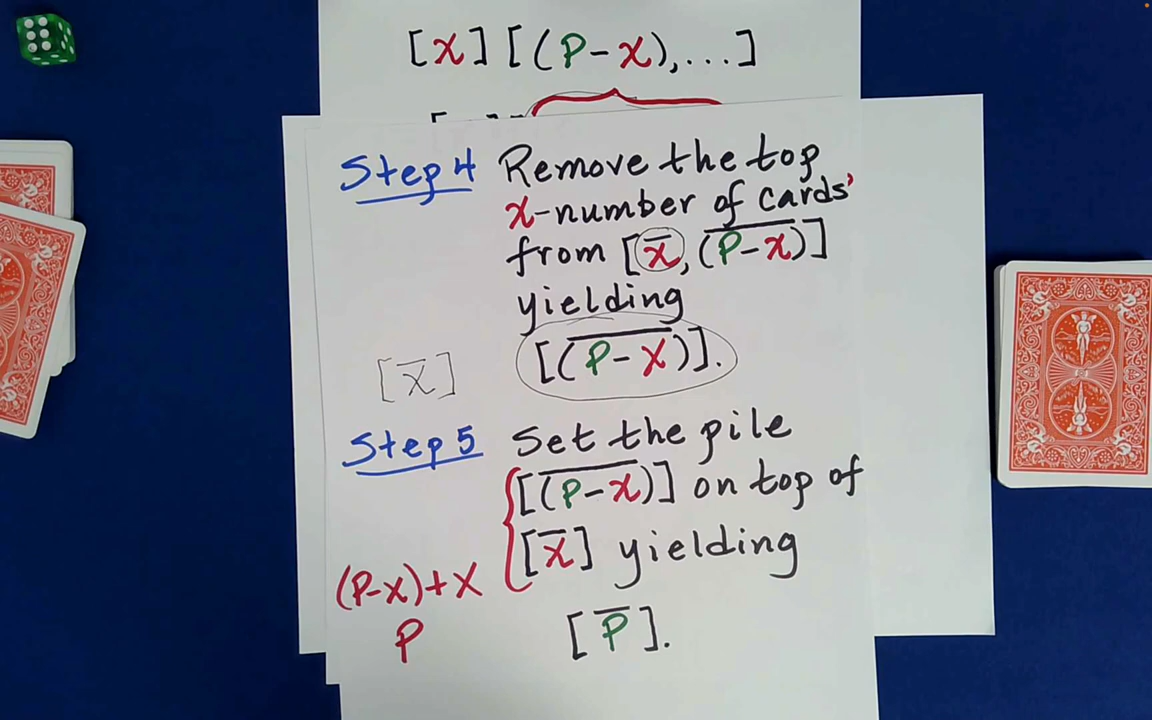 [x] [(P-x),...]
Step 4 Remove the top
x-number of cards'
from [x̅, (P̅-̅x̅)]
yielding
[(P̅-̅x̅)].
[x̅]
Step 5 Set the pile
[(P̅-̅x̅)] on top of
[x̅] yielding
(P-x)+x
P
[P̅].